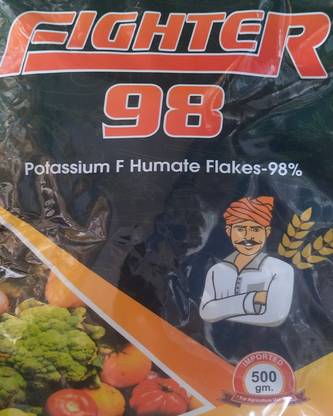 FIGHTER
98
Potassium F Humate Flakes-98%
IMPORTED
500
gm.